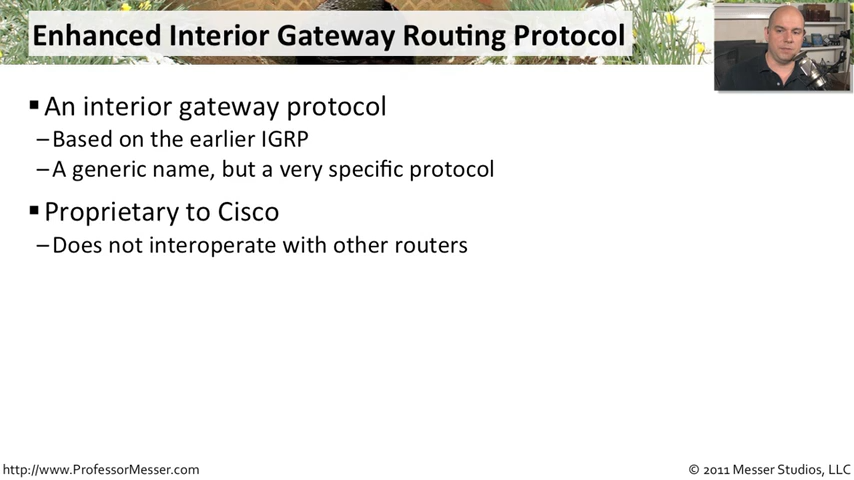 Enhanced Interior Gateway Routing Protocol
▪ An interior gateway protocol
– Based on the earlier IGRP
– A generic name, but a very specific protocol
▪ Proprietary to Cisco
– Does not interoperate with other routers
http://www.ProfessorMesser.com
© 2011 Messer Studios, LLC